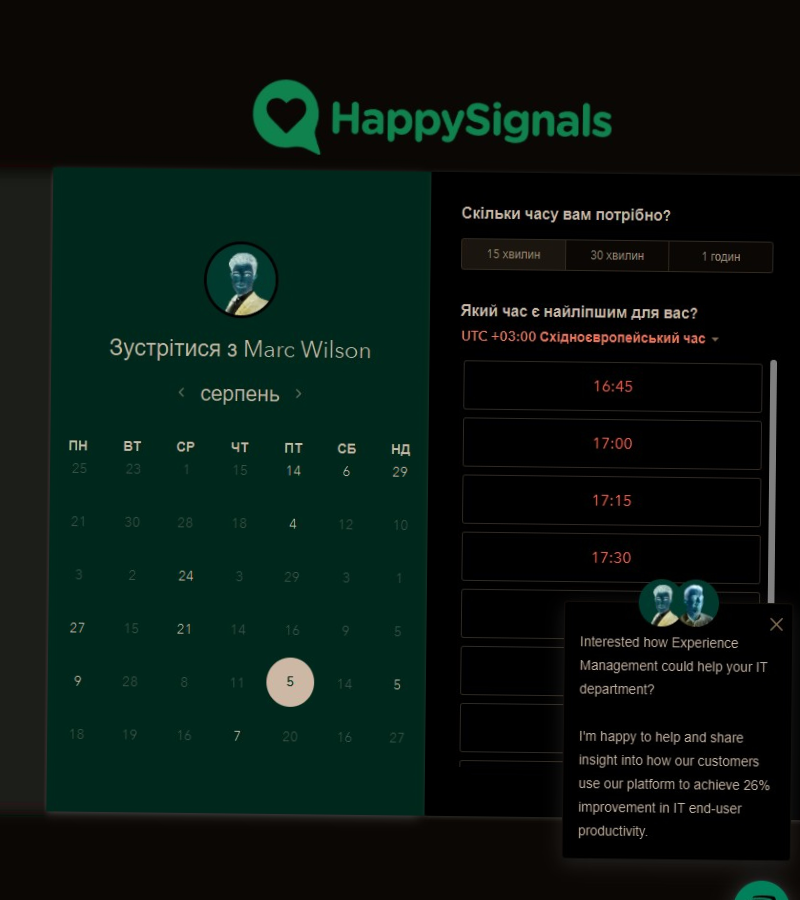 HappySignals
Зустрітися з Marc Wilson
серпень
ПН ВТ СР ЧТ ПТ СБ НД
25 23 1 15 14 6 29
21 30 28 18 4 12 10
3 2 24 3 29 3 1
27 15 21 14 16 9 5
9 28 8 11 5 14 5
18 19 16 7 20 16 27
Скільки часу вам потрібно?
15 хвилин 30 хвилин 1 годин
Який час є найліпшим для вас?
UTC +03:00 Східноєвропейський час
16:45
17:00
17:15
17:30
Interested how Experience
Management could help your IT
department?
I'm happy to help and share
insight into how our customers
use our platform to achieve 26%
improvement in IT end-user
productivity.